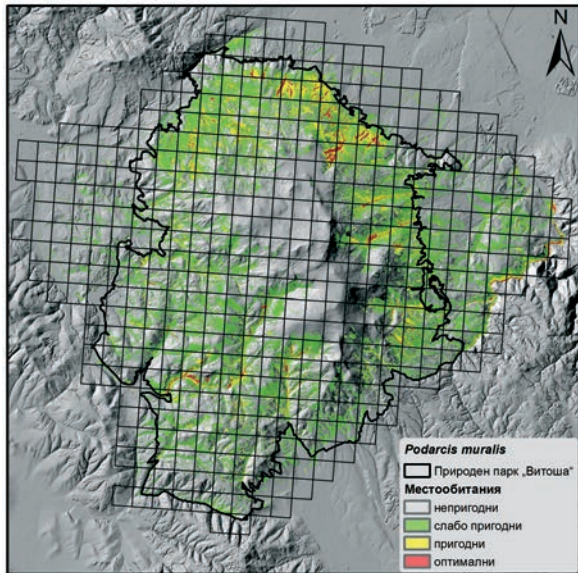 N
Podarcis muralis
Природен парк „Витоша“
Местообитания
непригодни
слабо пригодни
пригодни
оптимални